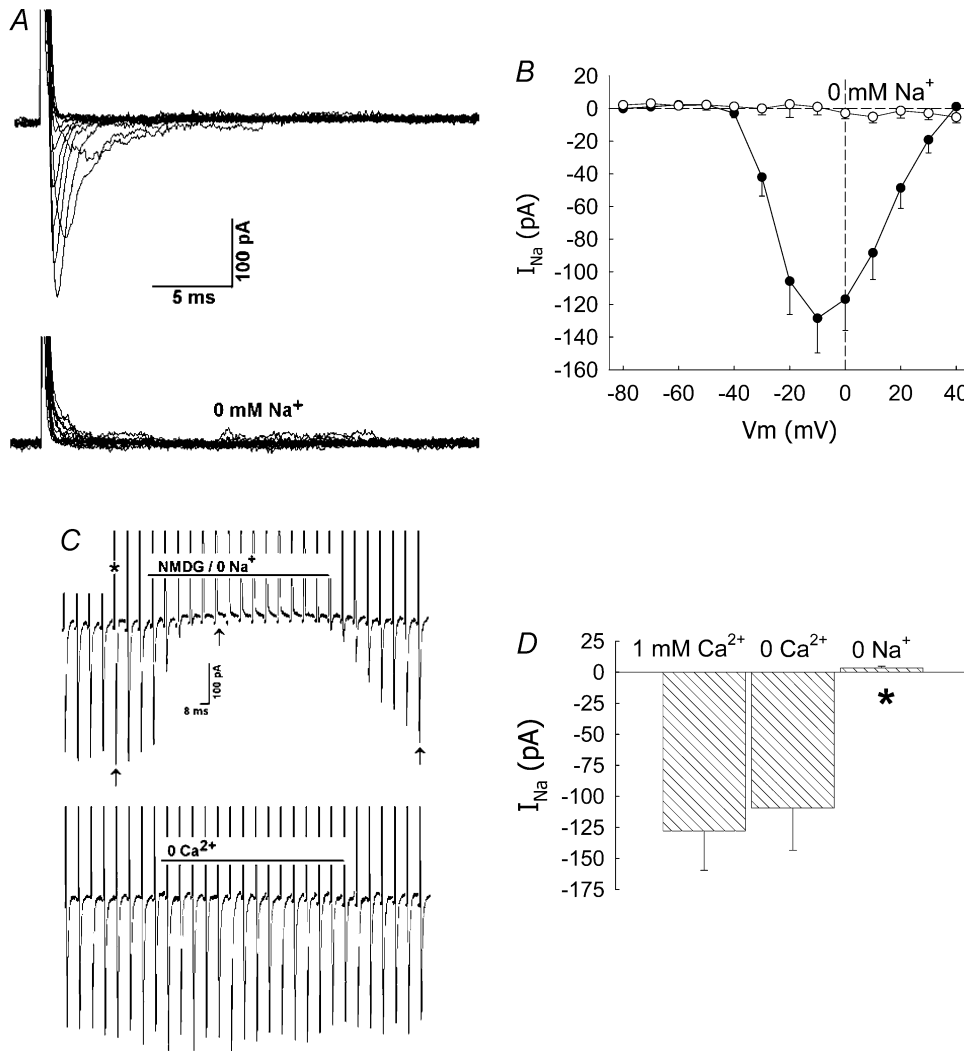 A
100 pA
5 ms
0 mM Na⁺
B
0 mM Na⁺
20
0
-20
-40
-60
-80
-100
-120
-140
-160
I_Na (pA)
-80 -60 -40 -20 0 20 40
Vm (mV)
C
*
NMDG / 0 Na⁺
100 pA
8 ms
0 Ca²⁺
D
1 mM Ca²⁺ 0 Ca²⁺ 0 Na⁺
*
25
0
-25
-50
-75
-100
-125
-150
-175
I_Na (pA)